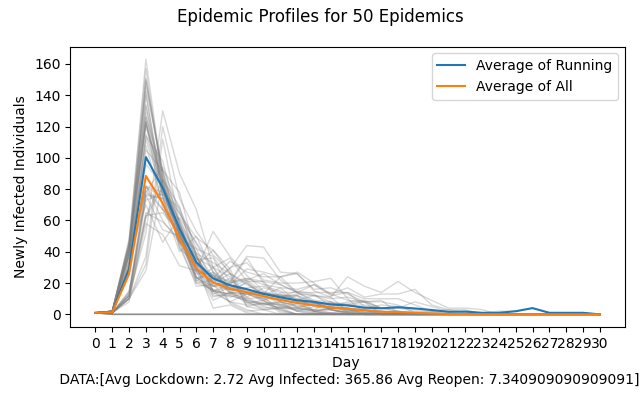 Epidemic Profiles for 50 Epidemics
Average of Running
Average of All
160
140
120
100
80
60
40
20
0
Newly Infected Individuals
0 1 2 3 4 5 6 7 8 9 10 11 12 13 14 15 16 17 18 19 20 21 22 23 24 25 26 27 28 29 30
Day
DATA:[Avg Lockdown: 2.72 Avg Infected: 365.86 Avg Reopen: 7.340909090909091]